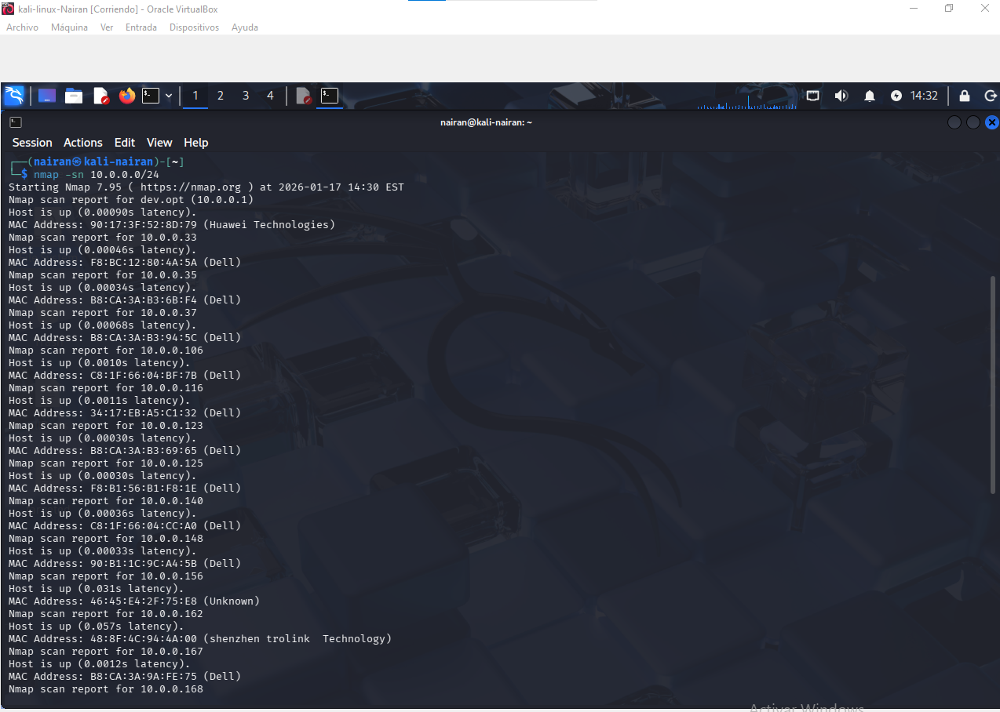 kali-linux-Nairan [Corriendo] - Oracle VirtualBox
Archivo Máquina Ver Entrada Dispositivos Ayuda
1 2 3 4 14:32
nairan@kali-nairan: ~
Session Actions Edit View Help
┌──(nairan㉿kali-nairan)-[~]
└─$ nmap -sn 10.0.0.0/24
Starting Nmap 7.95 ( https://nmap.org ) at 2026-01-17 14:30 EST
Nmap scan report for dev.opt (10.0.0.1)
Host is up (0.00090s latency).
MAC Address: 90:17:3F:52:8D:79 (Huawei Technologies)
Nmap scan report for 10.0.0.33
Host is up (0.00046s latency).
MAC Address: F8:BC:12:80:4A:5A (Dell)
Nmap scan report for 10.0.0.35
Host is up (0.00034s latency).
MAC Address: B8:CA:3A:B3:6B:F4 (Dell)
Nmap scan report for 10.0.0.37
Host is up (0.00068s latency).
MAC Address: B8:CA:3A:B3:94:5C (Dell)
Nmap scan report for 10.0.0.106
Host is up (0.0010s latency).
MAC Address: C8:1F:66:04:BF:7B (Dell)
Nmap scan report for 10.0.0.116
Host is up (0.0011s latency).
MAC Address: 34:17:EB:A5:C1:32 (Dell)
Nmap scan report for 10.0.0.123
Host is up (0.00030s latency).
MAC Address: B8:CA:3A:B3:69:65 (Dell)
Nmap scan report for 10.0.0.125
Host is up (0.00030s latency).
MAC Address: F8:B1:56:B1:F8:1E (Dell)
Nmap scan report for 10.0.0.140
Host is up (0.00036s latency).
MAC Address: C8:1F:66:04:CC:A0 (Dell)
Nmap scan report for 10.0.0.148
Host is up (0.00033s latency).
MAC Address: 90:B1:1C:9C:A4:5B (Dell)
Nmap scan report for 10.0.0.156
Host is up (0.031s latency).
MAC Address: 46:45:E4:2F:75:E8 (Unknown)
Nmap scan report for 10.0.0.162
Host is up (0.057s latency).
MAC Address: 48:8F:4C:94:4A:00 (shenzhen trolink  Technology)
Nmap scan report for 10.0.0.167
Host is up (0.0012s latency).
MAC Address: B8:CA:3A:9A:FE:75 (Dell)
Nmap scan report for 10.0.0.168
Activar Windows